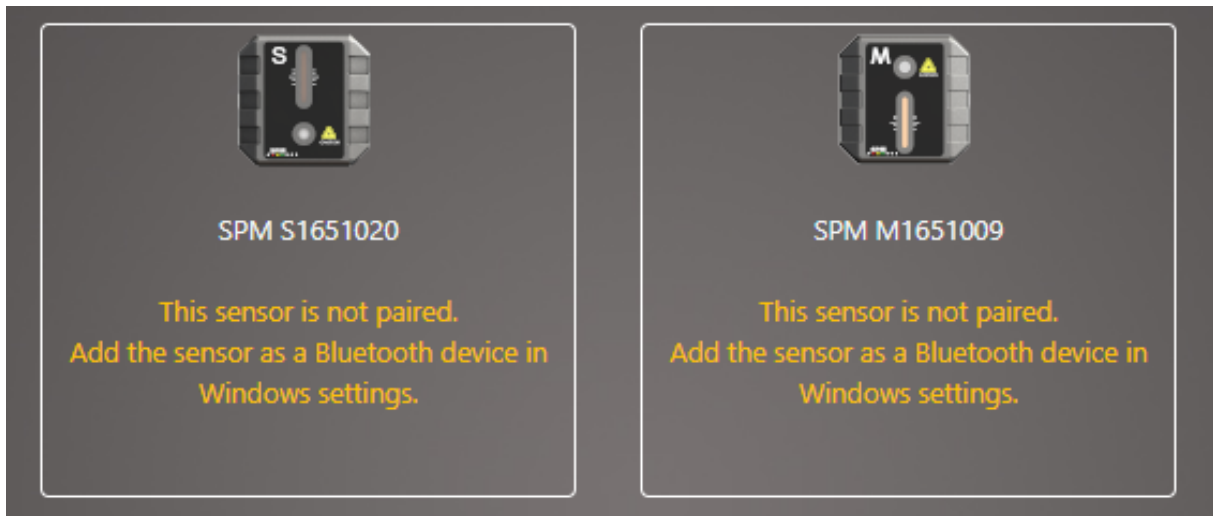 S
SPM S1651020
This sensor is not paired.
Add the sensor as a Bluetooth device in
Windows settings.
M
SPM M1651009
This sensor is not paired.
Add the sensor as a Bluetooth device in
Windows settings.